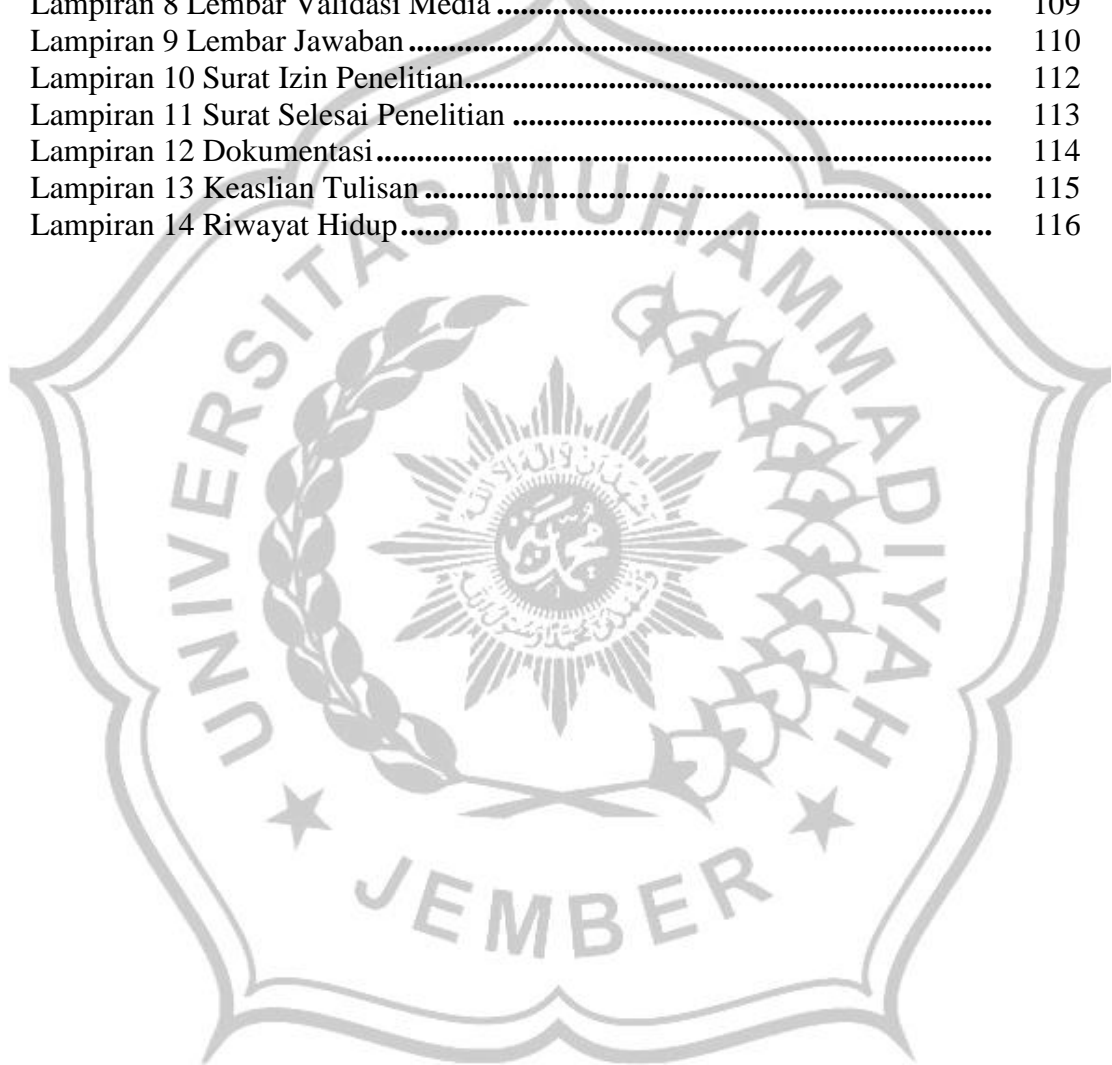 Lampiran 8 Lembar Validasi Media ........................................................... 109
Lampiran 9 Lembar Jawaban ..................................................................... 110
Lampiran 10 Surat Izin Penelitian............................................................... 112
Lampiran 11 Surat Selesai Penelitian ......................................................... 113
Lampiran 12 Dokumentasi.......................................................................... 114
Lampiran 13 Keaslian Tulisan .................................................................... 115
Lampiran 14 Riwayat Hidup....................................................................... 116
UNIVERSITAS MUHAMMADIYAH
JEMBER